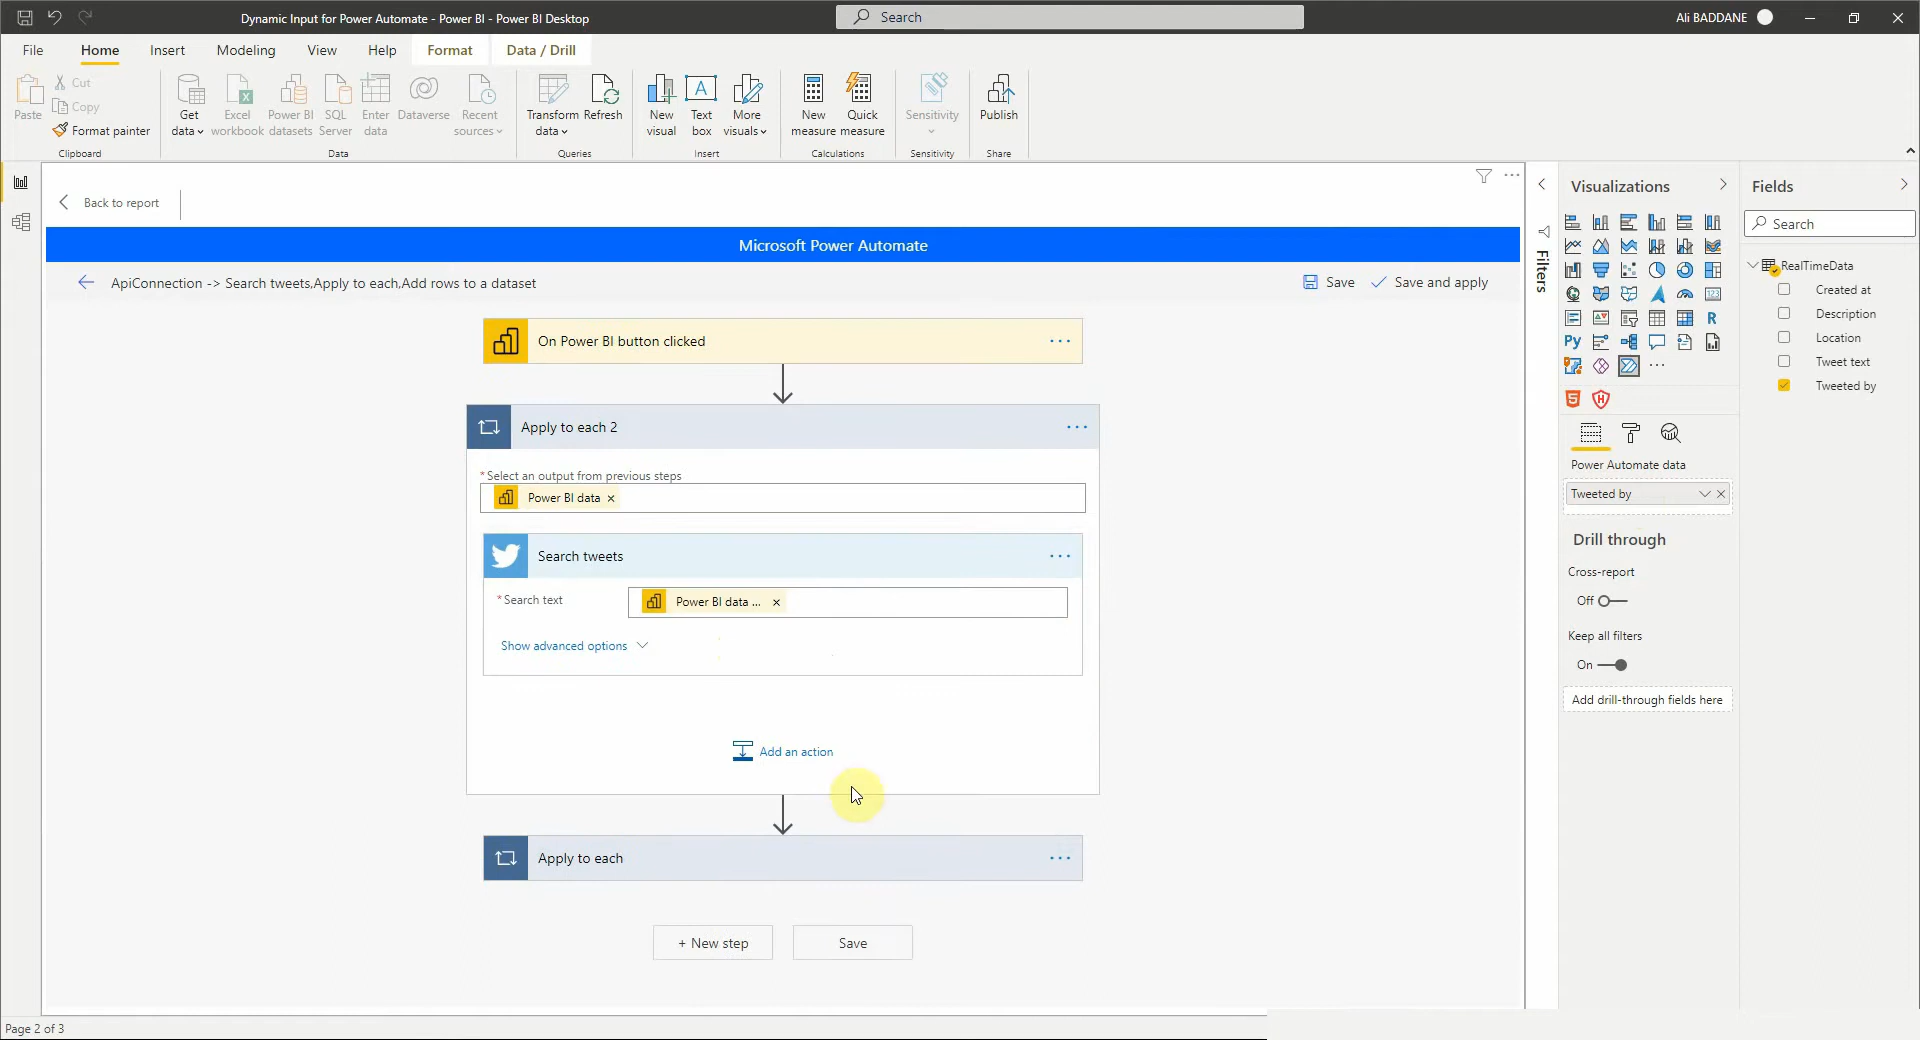 Dynamic Input for Power Automate - Power BI - Power BI Desktop
Search
Ali BADDANE
File
Home
Insert
Modeling
View
Help
Format
Data / Drill
Paste
Cut
Copy
Format painter
Clipboard
Get data
Excel workbook
Power BI datasets
SQL Server
Enter data
Dataverse
Recent sources
Data
Transform data
Refresh
Queries
New visual
A
Text box
More visuals
Insert
New measure
Quick measure
Calculations
Sensitivity
Sensitivity
Publish
Share
Back to report
Microsoft Power Automate
ApiConnection -> Search tweets,Apply to each,Add rows to a dataset
Save
Save and apply
On Power BI button clicked
Apply to each 2
* Select an output from previous steps
Power BI data ×
Search tweets
* Search text
Power BI data ... ×
Show advanced options
Add an action
Apply to each
+ New step
Save
Filters
Visualizations
123
R
Py
Power Automate data
Tweeted by
Drill through
Cross-report
Off
Keep all filters
On
Add drill-through fields here
Fields
Search
RealTimeData
Created at
Description
Location
Tweet text
Tweeted by
Page 2 of 3